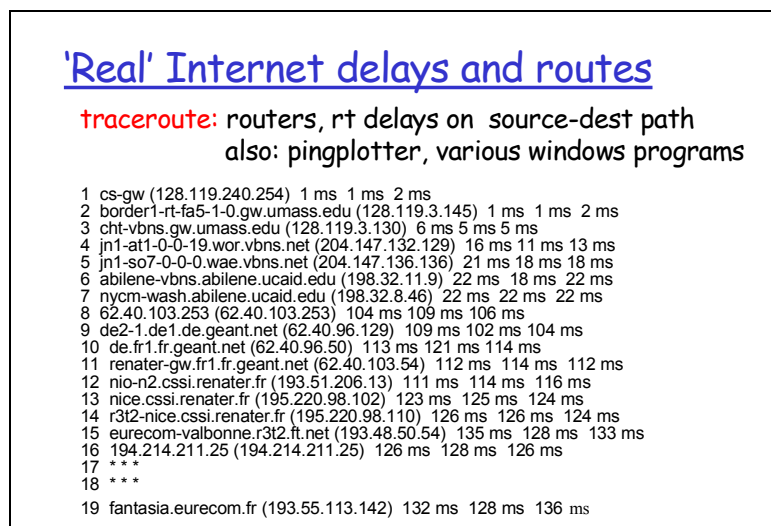 ‘Real’ Internet delays and routes
traceroute: routers, rt delays on source-dest path
also: pingplotter, various windows programs
1 cs-gw (128.119.240.254) 1 ms 1 ms 2 ms
2 border1-rt-fa5-1-0.gw.umass.edu (128.119.3.145) 1 ms 1 ms 2 ms
3 cht-vbns.gw.umass.edu (128.119.3.130) 6 ms 5 ms 5 ms
4 jn1-at1-0-0-19.wor.vbns.net (204.147.132.129) 16 ms 11 ms 13 ms
5 jn1-so7-0-0-0.wae.vbns.net (204.147.136.136) 21 ms 18 ms 18 ms
6 abilene-vbns.abilene.ucaid.edu (198.32.11.9) 22 ms 18 ms 22 ms
7 nycm-wash.abilene.ucaid.edu (198.32.8.46) 22 ms 22 ms 22 ms
8 62.40.103.253 (62.40.103.253) 104 ms 109 ms 106 ms
9 de2-1.de1.de.geant.net (62.40.96.129) 109 ms 102 ms 104 ms
10 de.fr1.fr.geant.net (62.40.96.50) 113 ms 121 ms 114 ms
11 renater-gw.fr1.fr.geant.net (62.40.103.54) 112 ms 114 ms 112 ms
12 nio-n2.cssi.renater.fr (193.51.206.13) 111 ms 114 ms 116 ms
13 nice.cssi.renater.fr (195.220.98.102) 123 ms 125 ms 124 ms
14 r3t2-nice.cssi.renater.fr (195.220.98.110) 126 ms 126 ms 124 ms
15 eurecom-valbonne.r3t2.ft.net (193.48.50.54) 135 ms 128 ms 133 ms
16 194.214.211.25 (194.214.211.25) 126 ms 128 ms 126 ms
17 * * *
18 * * *
19 fantasia.eurecom.fr (193.55.113.142) 132 ms 128 ms 136 ms